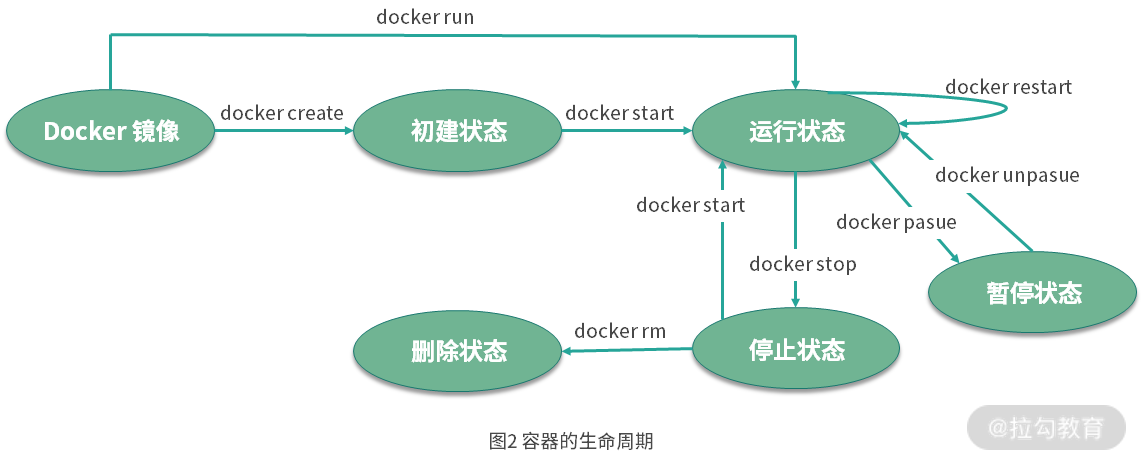 docker run
docker restart
docker create
docker start
Docker 镜像
初建状态
运行状态
docker unpasue
docker start
docker pasue
docker stop
暂停状态
docker rm
删除状态
停止状态
图2 容器的生命周期
@拉勾教育